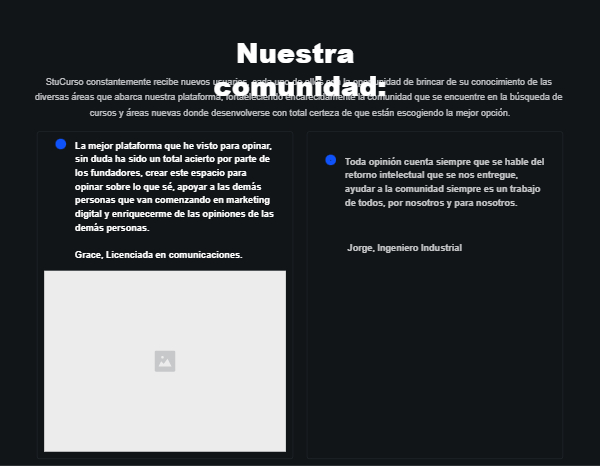 Nuestra
comunidad:
StuCurso constantemente recibe nuevos usuarios, cada uno de ellos con la oportunidad de brincar de su conocimiento de las
diversas áreas que abarca nuestra plataforma, fortaeleciendo encarecidamente la comunidad que se encuentre en la búsqueda de
cursos y áreas nuevas donde desenvolverse con total certeza de que están escogiendo la mejor opción.
La mejor plataforma que he visto para opinar,
sin duda ha sido un total acierto por parte de
los fundadores, crear este espacio para
opinar sobre lo que sé, apoyar a las demás
personas que van comenzando en marketing
digital y enriquecerme de las opiniones de las
demás personas.
Grace, Licenciada en comunicaciones.
Toda opinión cuenta siempre que se hable del
retorno intelectual que se nos entregue,
ayudar a la comunidad siempre es un trabajo
de todos, por nosotros y para nosotros.
Jorge, Ingeniero Industrial